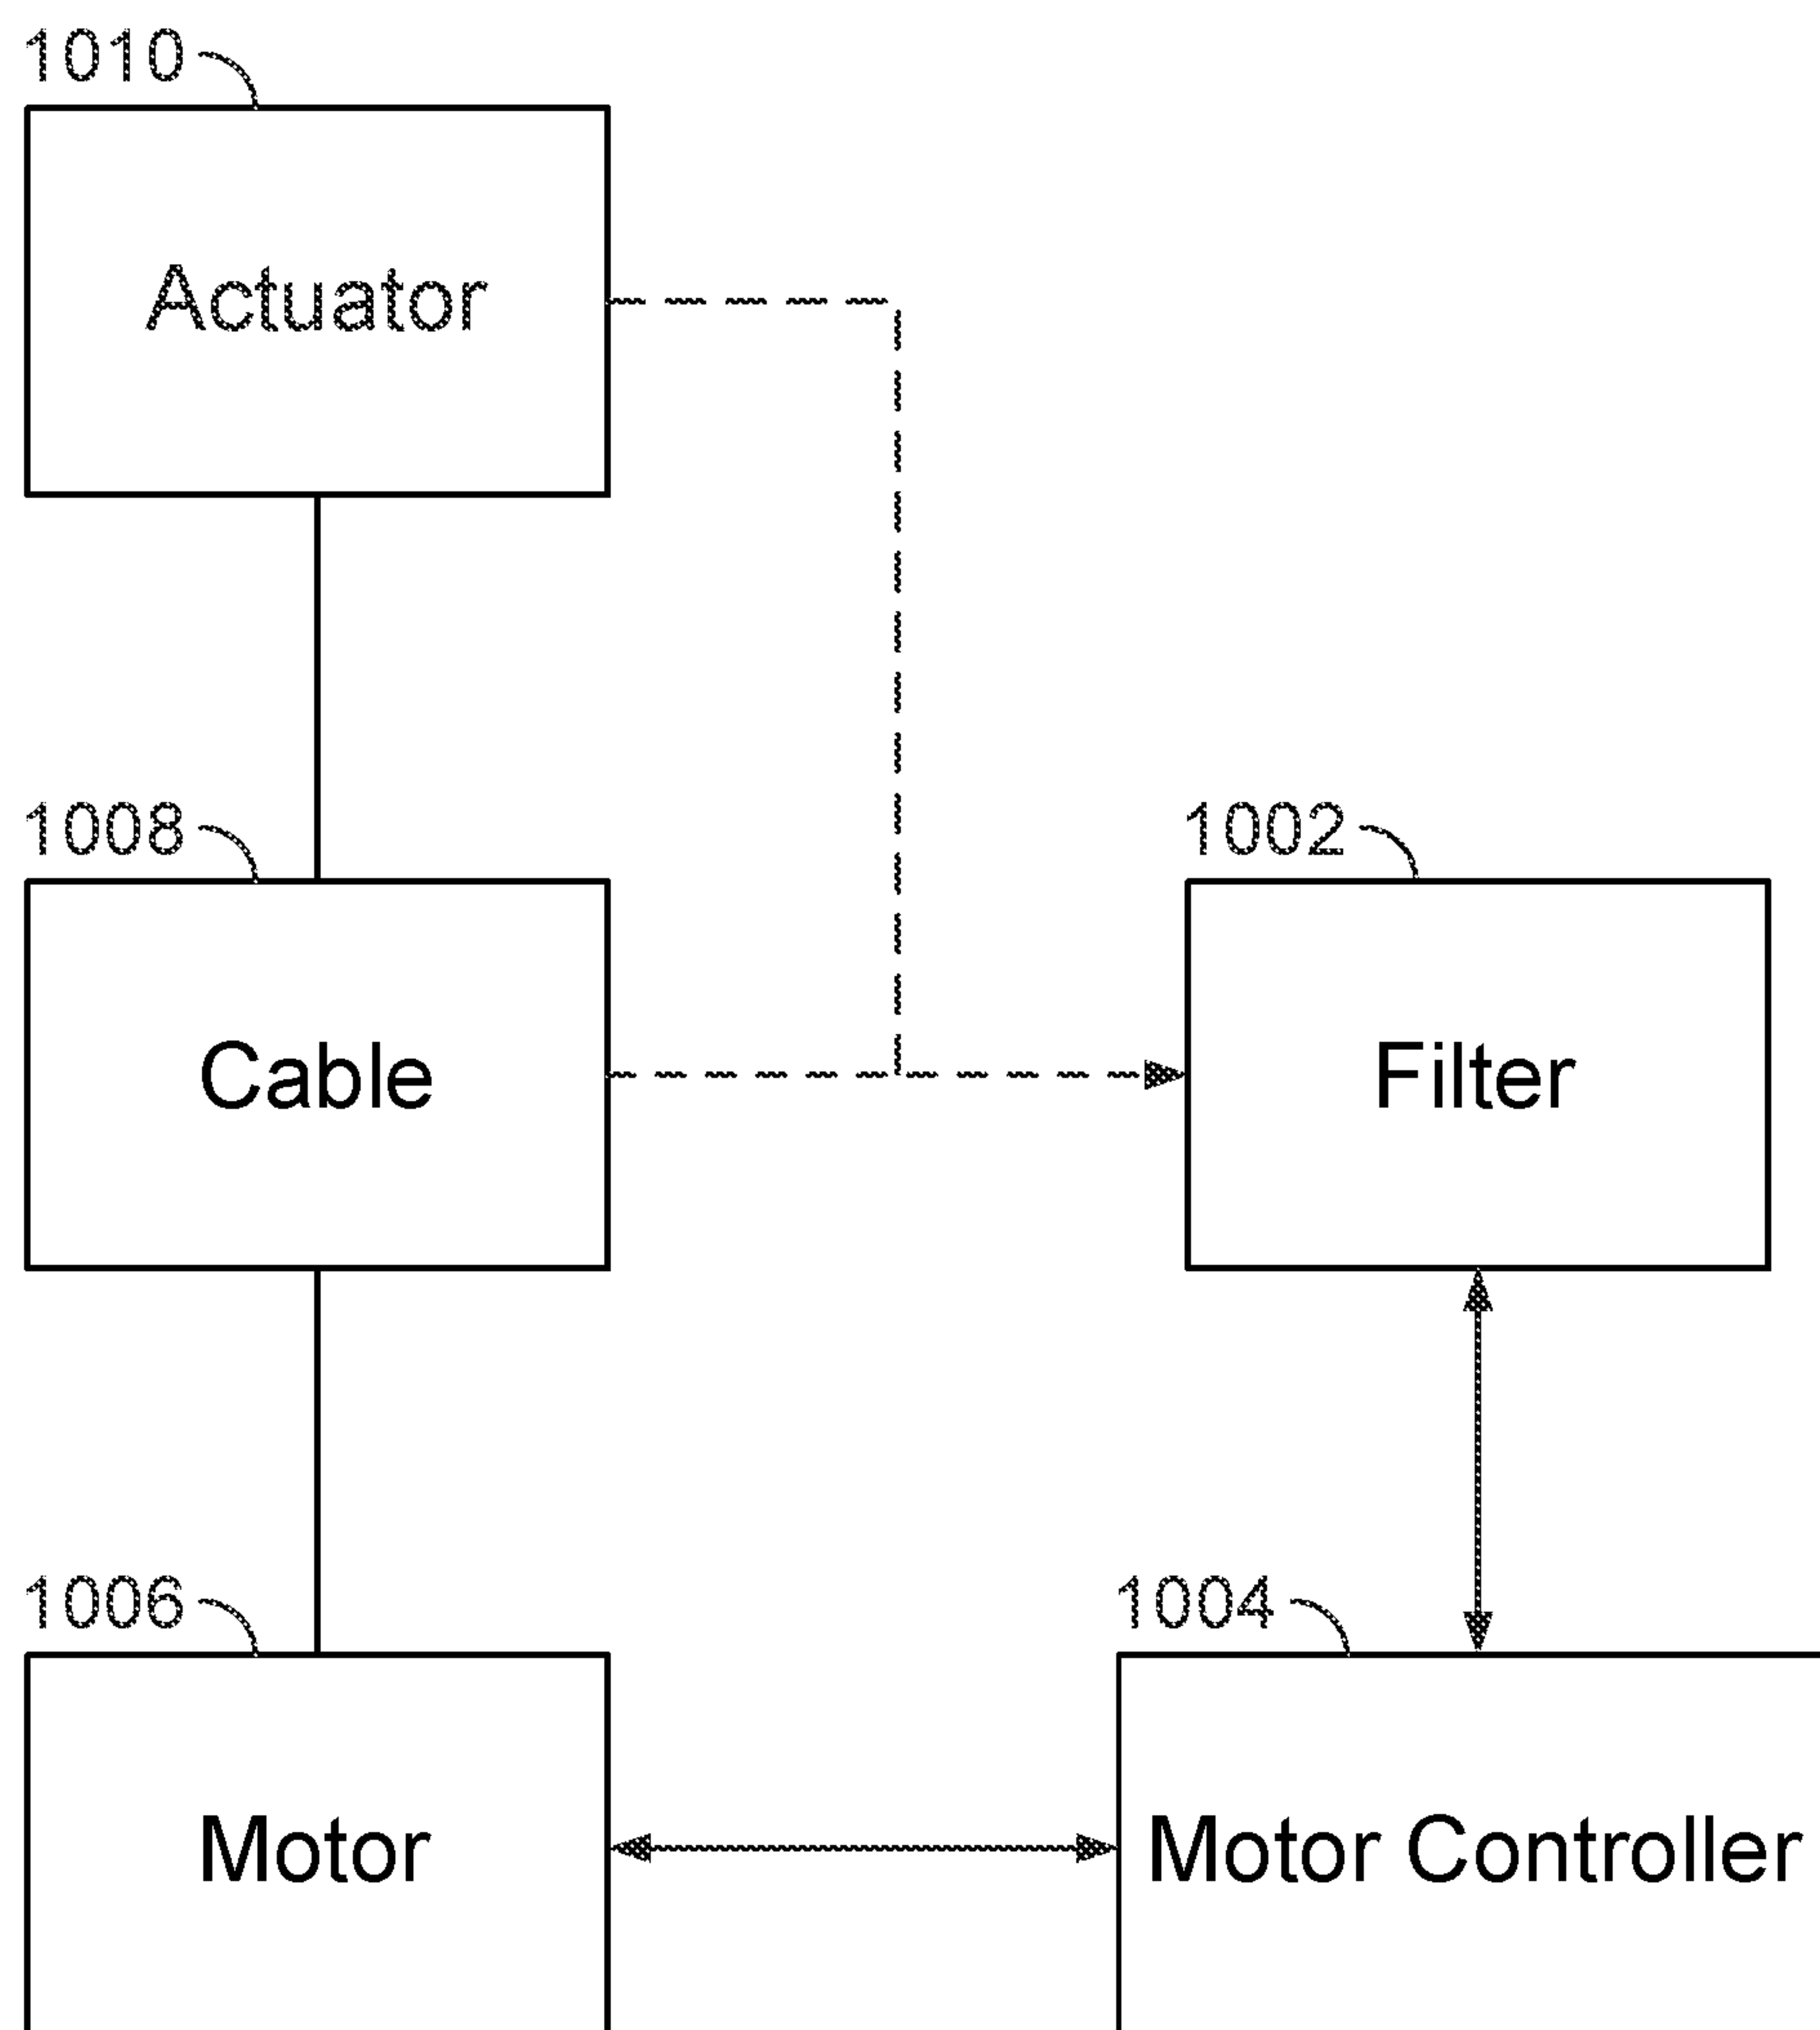 1010
Actuator
1008
1002
Cable
Filter
1006
1004
Motor
Motor Controller